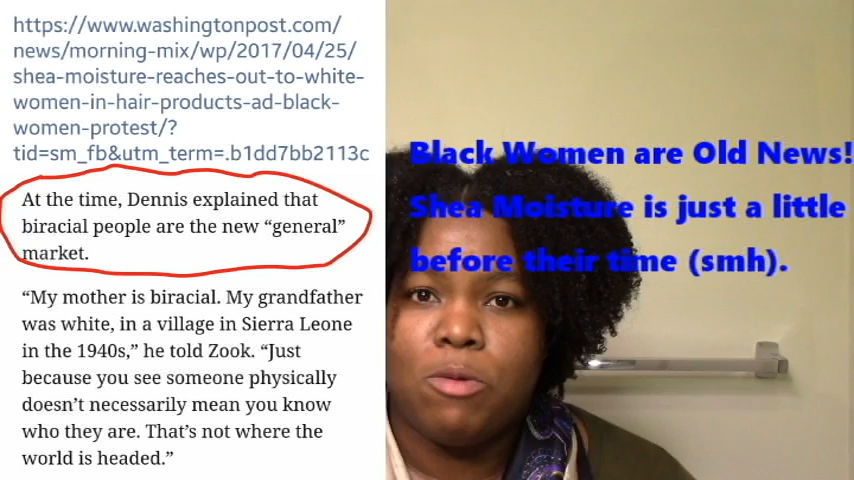 https://www.washingtonpost.com/
news/morning-mix/wp/2017/04/25/
shea-moisture-reaches-out-to-white-
women-in-hair-products-ad-black-
women-protest/?
tid=sm_fb&utm_term=.b1dd7bb2113c
At the time, Dennis explained that
biracial people are the new “general”
market.
“My mother is biracial. My grandfather
was white, in a village in Sierra Leone
in the 1940s,” he told Zook. “Just
because you see someone physically
doesn’t necessarily mean you know
who they are. That’s not where the
world is headed.”
Black Women are Old News!
Shea Moisture is just a little
before their time (smh).